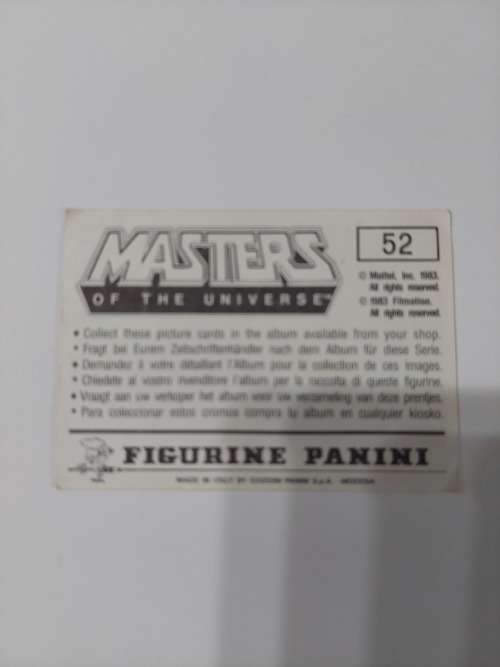 MASTERS
OF THE UNIVERSE™
52
© Mattel, Inc. 1983.
All rights reserved.
© 1983 Filmation.
All rights reserved.
• Collect these picture cards in the album available from your shop.
• Fragt bei Eurem Zeitschriftenhändler nach dem Album für diese Serie.
• Demandez à votre détaillant l'Album pour la collection de ces images.
• Chiedete al vostro rivenditore l'album per la raccolta di queste figurine.
• Vraagt aan uw verkoper het album voor uw verzameling van deze prentjes.
• Para coleccionar estos cromos compra tu album en cualquier kiosko.
FIGURINE PANINI
MADE IN ITALY BY EDIZIONI PANINI S.p.A. - MODENA